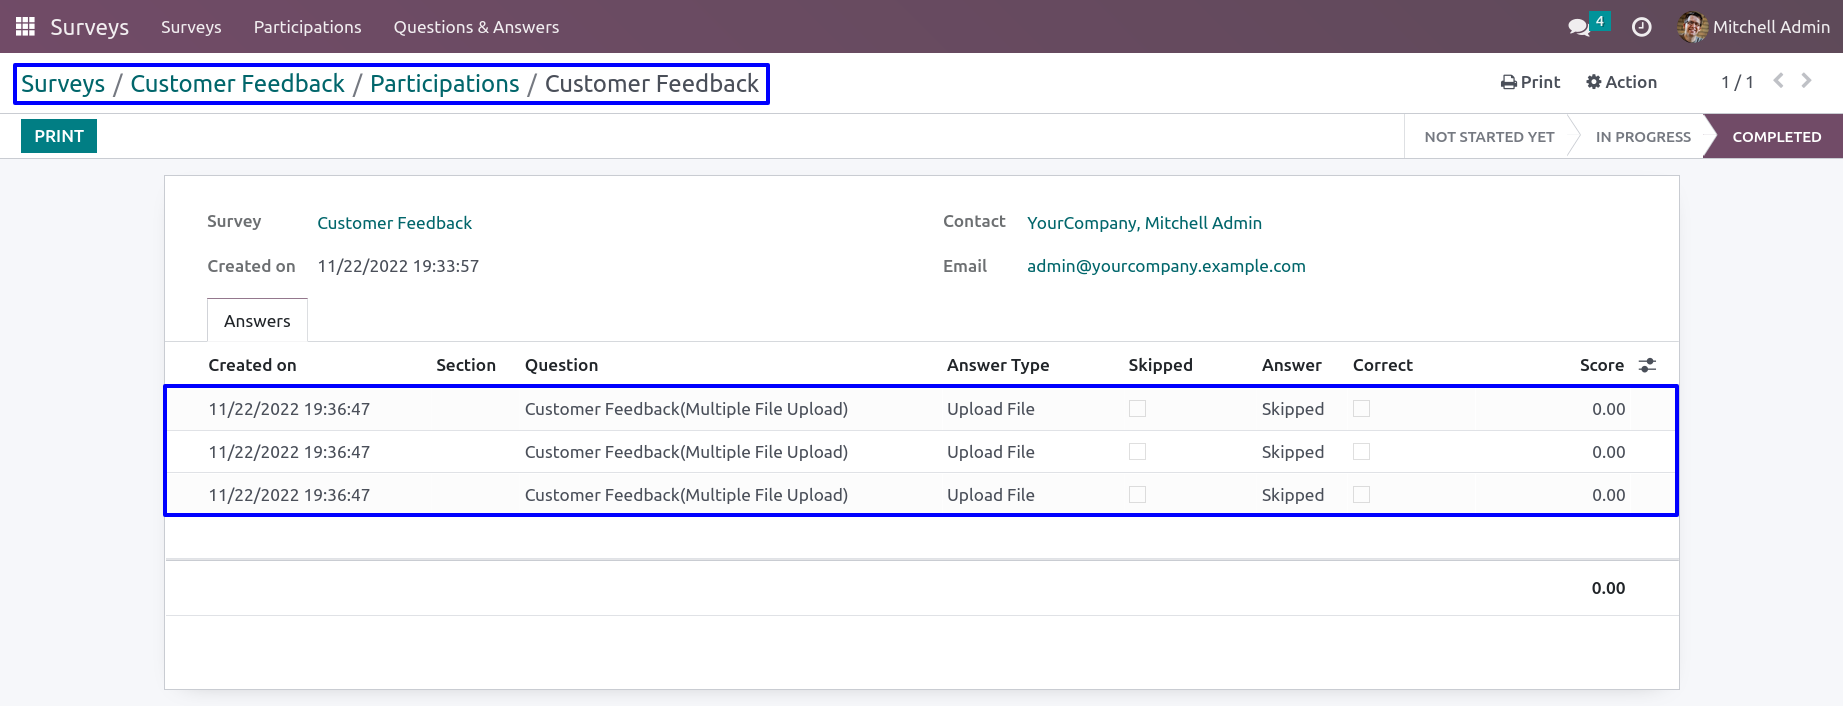 Surveys Surveys Participations Questions & Answers 4 Mitchell Admin
Surveys / Customer Feedback / Participations / Customer Feedback Print Action 1 / 1
PRINT NOT STARTED YET IN PROGRESS COMPLETED
Survey Customer Feedback Contact YourCompany, Mitchell Admin
Created on 11/22/2022 19:33:57 Email admin@yourcompany.example.com
Answers
Created on Section Question Answer Type Skipped Answer Correct Score
11/22/2022 19:36:47 Customer Feedback(Multiple File Upload) Upload File Skipped 0.00
11/22/2022 19:36:47 Customer Feedback(Multiple File Upload) Upload File Skipped 0.00
11/22/2022 19:36:47 Customer Feedback(Multiple File Upload) Upload File Skipped 0.00
0.00